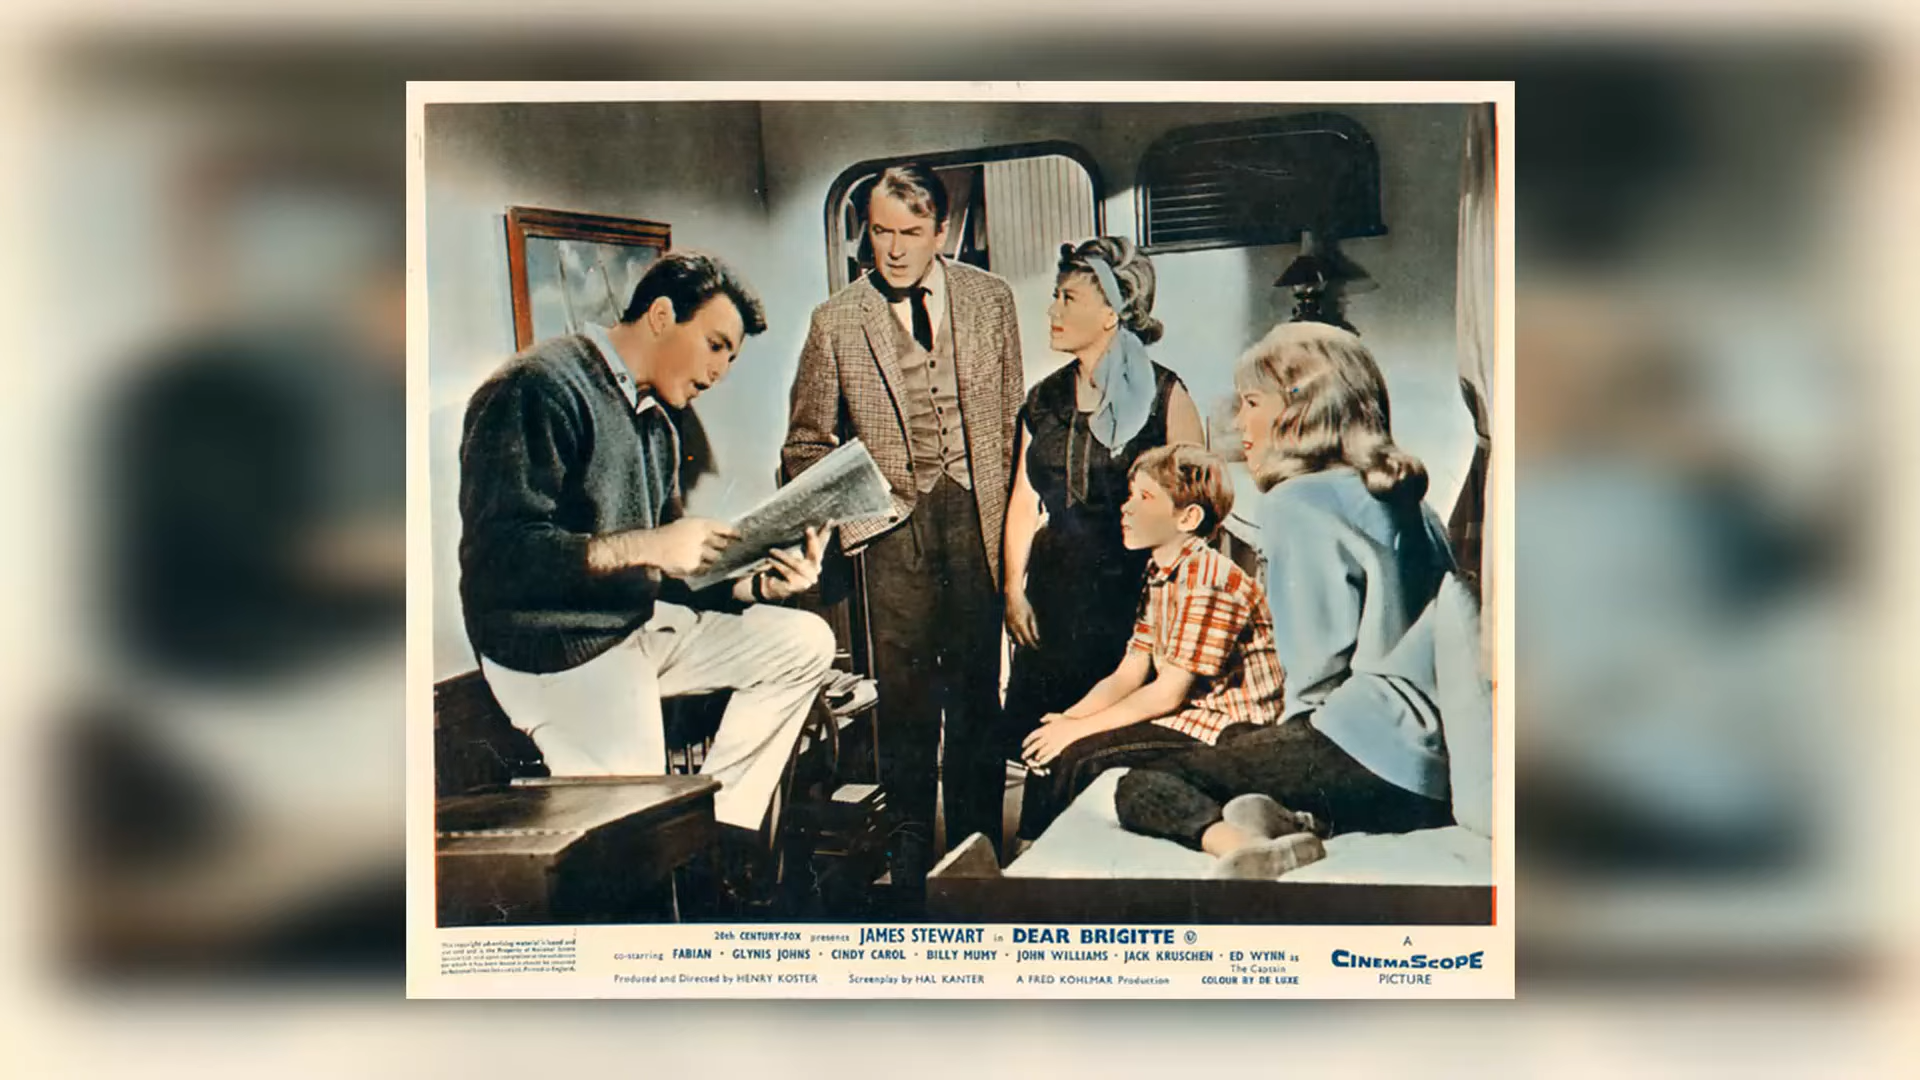 20th CENTURY-FOX presents JAMES STEWART in DEAR BRIGITTE U
co-starring FABIAN · GLYNIS JOHNS · CINDY CAROL · BILLY MUMY · JOHN WILLIAMS · JACK KRUSCHEN · ED WYNN as
The Captain
Produced and Directed by HENRY KOSTER Screenplay by HAL KANTER A FRED KOHLMAR Production COLOUR BY DE LUXE
A
CINEMASCOPE
PICTURE